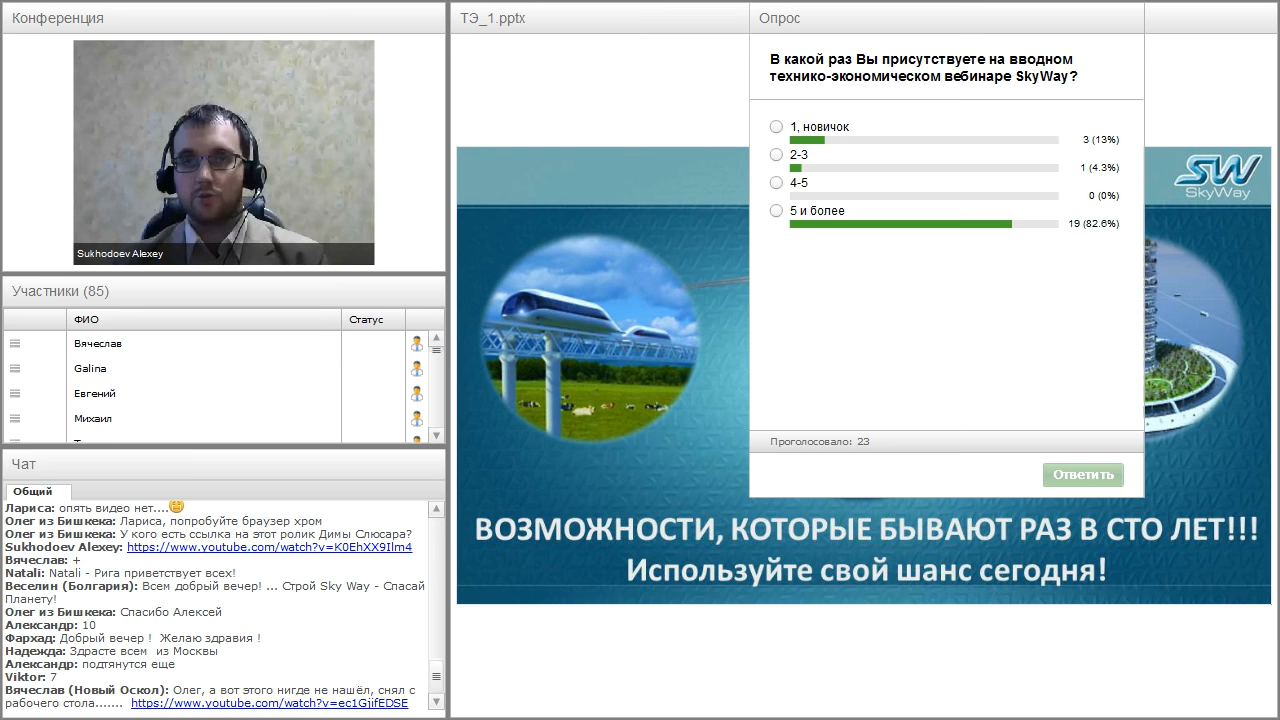 Конференция
Sukhodoev Alexey
Участники (85)
ФИО
Статус
Вячеслав
Galina
Евгений
Михаил
Чат
Общий
Лариса: опять видео нет....
Олег из Бишкека: Лариса, попробуйте браузер хром
Олег из Бишкека: У кого есть ссылка на этот ролик Димы Слюсара?
Sukhodoev Alexey: https://www.youtube.com/watch?v=K0EhXX9IIm4
Вячеслав: +
Natali: Natali - Рига приветствует всех!
Веселин (Болгария): Всем добрый вечер! ... Строй Sky Way - Спасай
Планету!
Олег из Бишкека: Спасибо Алексей
Александр: 10
Фархад: Добрый вечер ! Желаю здравия !
Надежда: Здрасте всем из Москвы
Александр: подтянутся еще
Viktor: 7
Вячеслав (Новый Оскол): Олег, а вот этого нигде не нашёл, снял с
рабочего стола....... https://www.youtube.com/watch?v=ec1GjifEDSE
ТЭ_1.pptx
Опрос
В какой раз Вы присутствуете на вводном
технико-экономическом вебинаре SkyWay?
1, новичок
3 (13%)
2-3
1 (4.3%)
4-5
0 (0%)
5 и более
19 (82.6%)
Проголосовало: 23
Ответить
SW
SkyWay
ВОЗМОЖНОСТИ, КОТОРЫЕ БЫВАЮТ РАЗ В СТО ЛЕТ!!!
Используйте свой шанс сегодня!